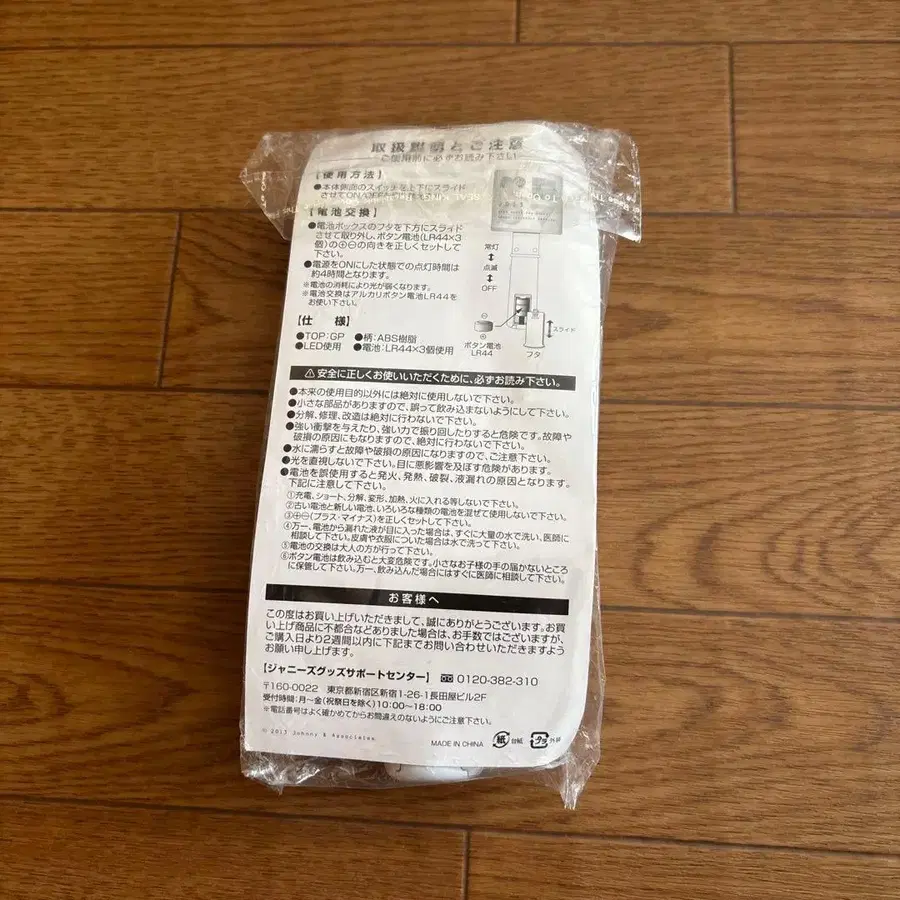 取扱説明とご注意
ご使用前に必ずお読み下さい
【使用方法】
●本体側面のスイッチを上下にスライド
させてON/OFF
【電池交換】
●電池ボックスのフタを下方にスライド
させて取り外し、ボタン電池(LR44×3
個)の⊕⊖の向きを正しくセットして
下さい。
●電源をONにした状態での点灯時間は
約4時間となります。
※電池の消耗により光が弱くなります。
※電池交換はアルカリボタン電池LR44を
お使い下さい。
常灯
点滅
OFF
スライド
⊖
⊕
ボタン電池
LR44
フタ
【仕 様】
●TOP:GP ●柄:ABS樹脂
●LED使用 ●電池:LR44×3個使用
⚠安全に正しくお使いいただくために、必ずお読み下さい。
●本来の使用目的以外には絶対に使用しないで下さい。
●小さな部品がありますので、誤って飲み込まないようにして下さい。
●分解、修理、改造は絶対に行わないで下さい。
●強い衝撃を与えたり、強い力で振り回したりすると危険です。故障や
破損の原因にもなりますので、絶対に行わないで下さい。
●水に濡らすと故障や破損の原因になりますので、ご注意下さい。
●光を直視しないで下さい。目に悪影響を及ぼす危険があります。
●電池を誤使用すると発火、発熱、破裂、液漏れの原因となります。
下記に注意して下さい。
①充電、ショート、分解、変形、加熱、火に入れる等しないで下さい。
②古い電池と新しい電池、いろいろな種類の電池を混ぜて使用しないで下さい。
③⊕⊖(プラス・マイナス)を正しくセットして下さい。
④万一、電池から漏れた液が目に入った場合は、すぐに大量の水で洗い、医師に
相談して下さい。皮膚や衣服についた場合は水で洗って下さい。
⑤電池の交換は大人の方が行って下さい。
⑥ボタン電池は飲み込むと大変危険です。小さなお子様の手の届かないところ
に保管して下さい。万一、飲み込んだ場合にはすぐに医師に相談して下さい。
お客様へ
この度はお買い上げいただきまして、誠にありがとうございます。お買
い上げ商品に不都合などありました場合は、お手数ではございますが、
ご購入日より2週間以内に下記までお問い合わせいただきますよう
お願い申し上げます。
【ジャニーズグッズサポートセンター】 0120-382-310
〒160-0022 東京都新宿区新宿1-26-1長田屋ビル2F
受付時間:月～金(祝祭日を除く)10:00～18:00
※電話番号はよく確かめてからお間違えのないようにご注意下さい。
© 2013 Johnny & Associates
MADE IN CHINA
紙 台紙
プラ 外袋